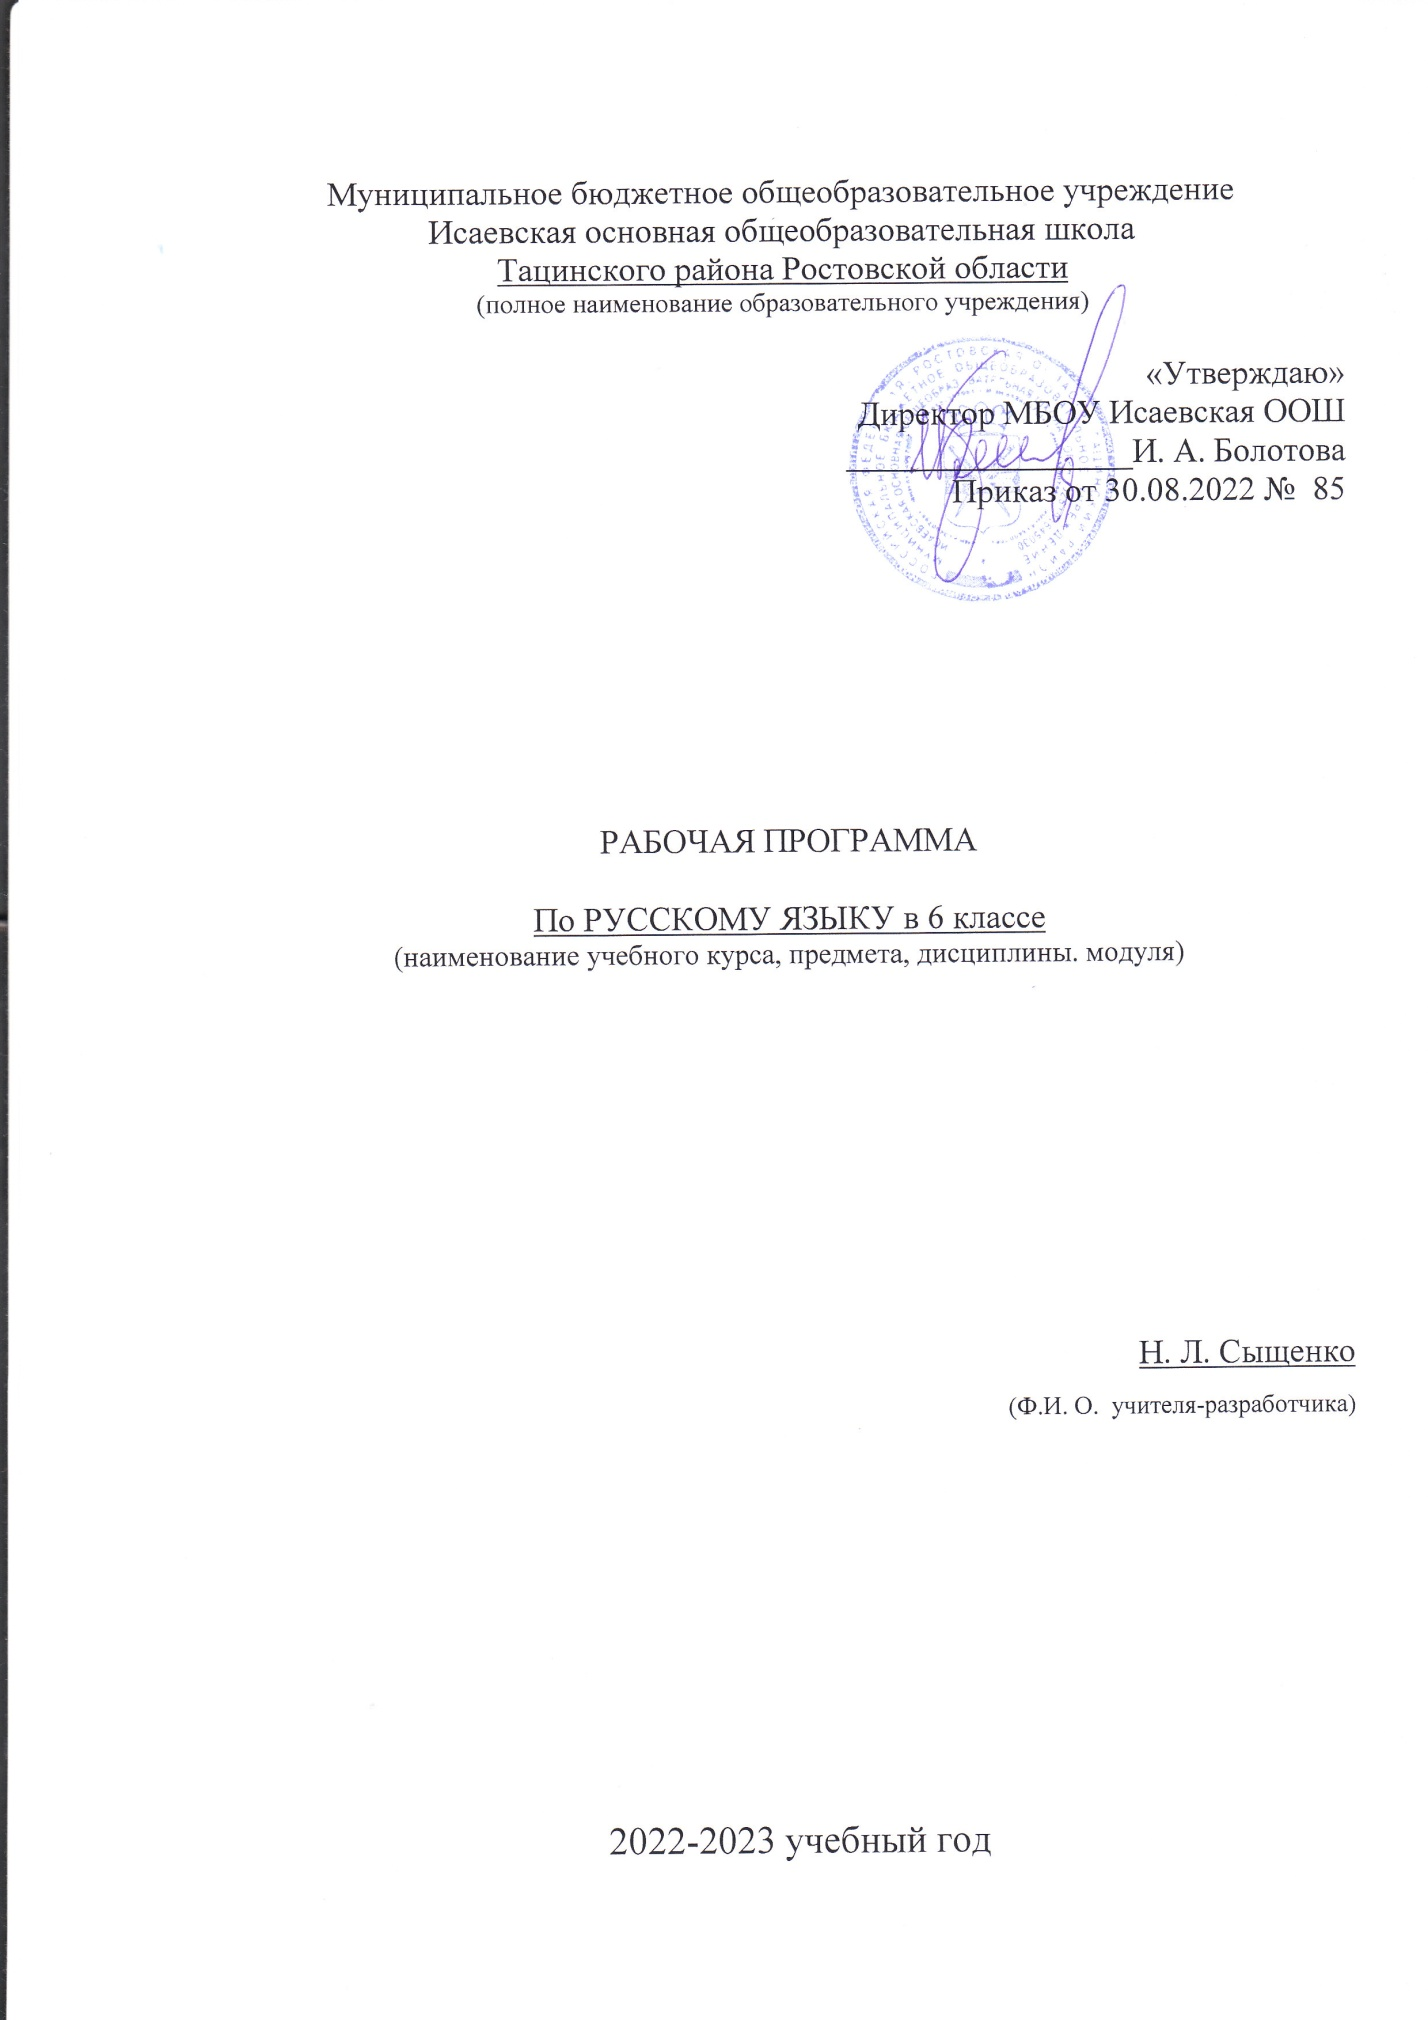 Муниципальное бюджетное общеобразовательное учреждение
Исаевская основная общеобразовательная школа
Тацинского района Ростовской области
(полное наименование образовательного учреждения)
«Утверждаю»
Директор МБОУ Исаевская ООШ
И. А. Болотова
Приказ от 30.08.2022 № 85
РАБОЧАЯ ПРОГРАММА
По РУССКОМУ ЯЗЫКУ в 6 классе
(наименование учебного курса, предмета, дисциплины. модуля)
Н. Л. Сыщенко
(Ф.И. О. учителя-разработчика)
2022-2023 учебный год